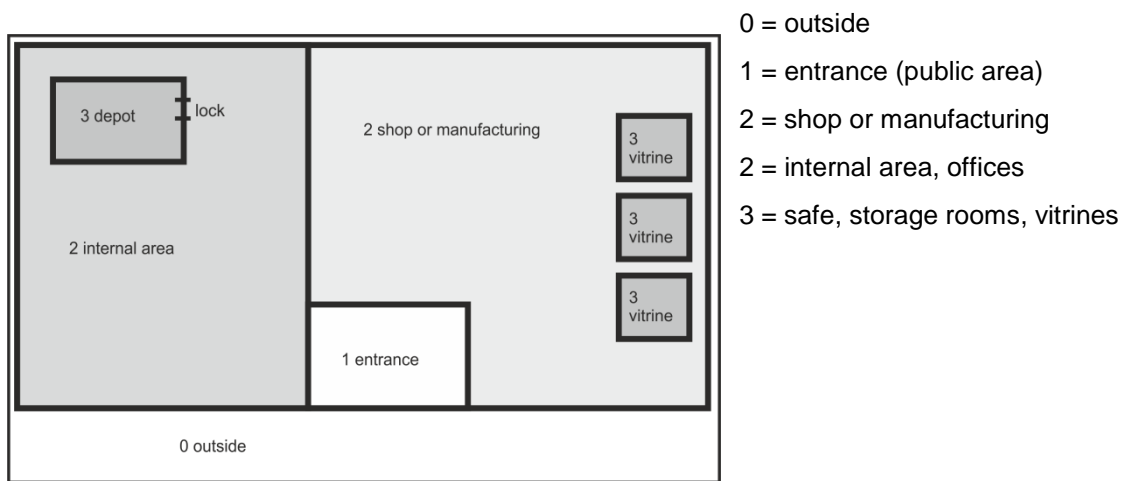 3 depot
lock
2 shop or manufacturing
3
vitrine
3
vitrine
3
vitrine
2 internal area
1 entrance
0 outside
0 = outside
1 = entrance (public area)
2 = shop or manufacturing
2 = internal area, offices
3 = safe, storage rooms, vitrines